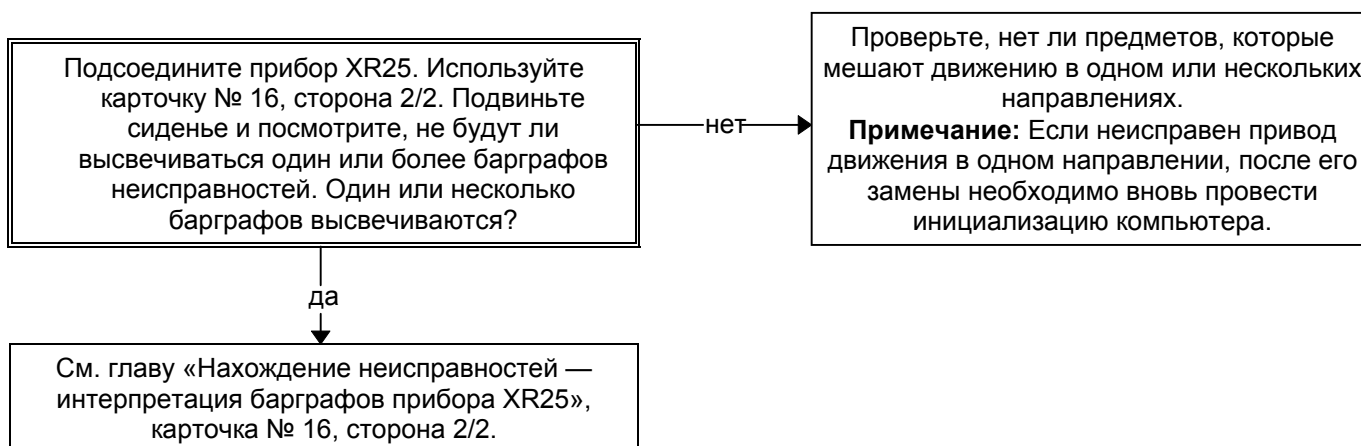 Подсоедините прибор XR25. Используйте
карточку № 16, сторона 2/2. Подвиньте
сиденье и посмотрите, не будут ли
высвечиваться один или более барграфов
неисправностей. Один или несколько
барграфов высвечиваются?
нет
Проверьте, нет ли предметов, которые
мешают движению в одном или нескольких
направлениях.
Примечание: Если неисправен привод
движения в одном направлении, после его
замены необходимо вновь провести
инициализацию компьютера.
да
См. главу «Нахождение неисправностей —
интерпретация барграфов прибора XR25»,
карточка № 16, сторона 2/2.